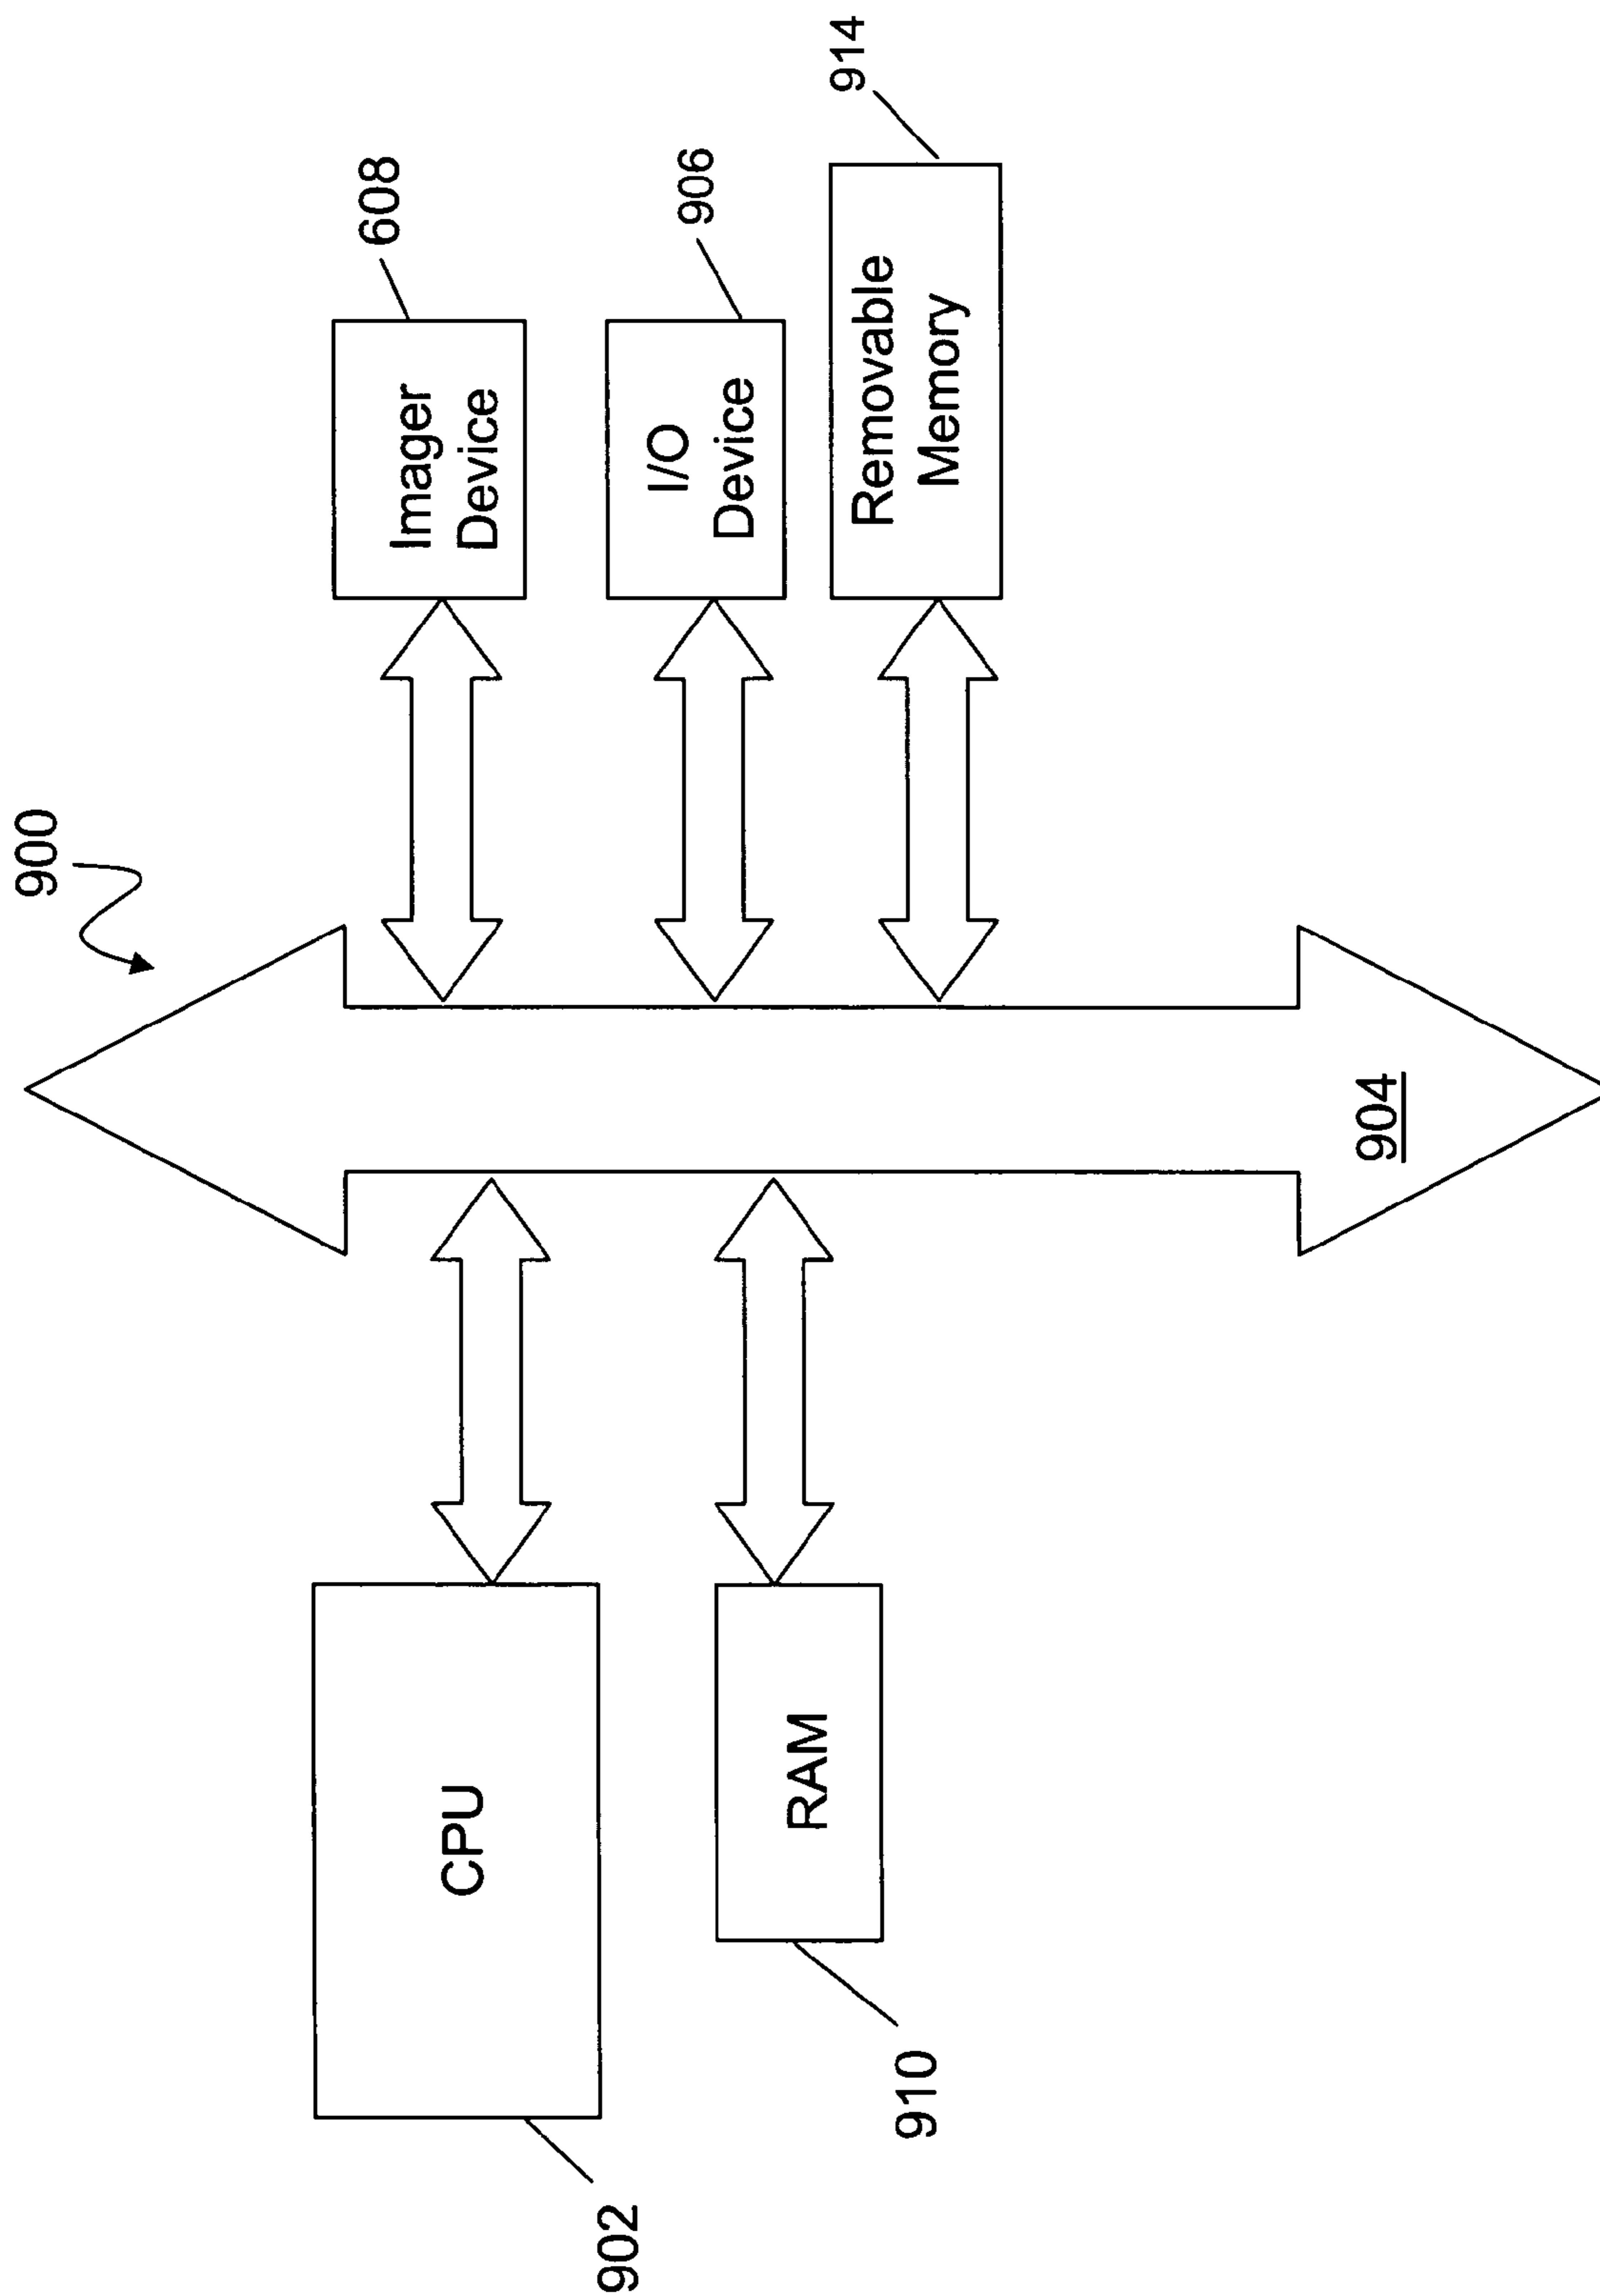 900
608
Imager
Device
CPU
902
906
I/O
Device
RAM
910
914
Removable
Memory
904